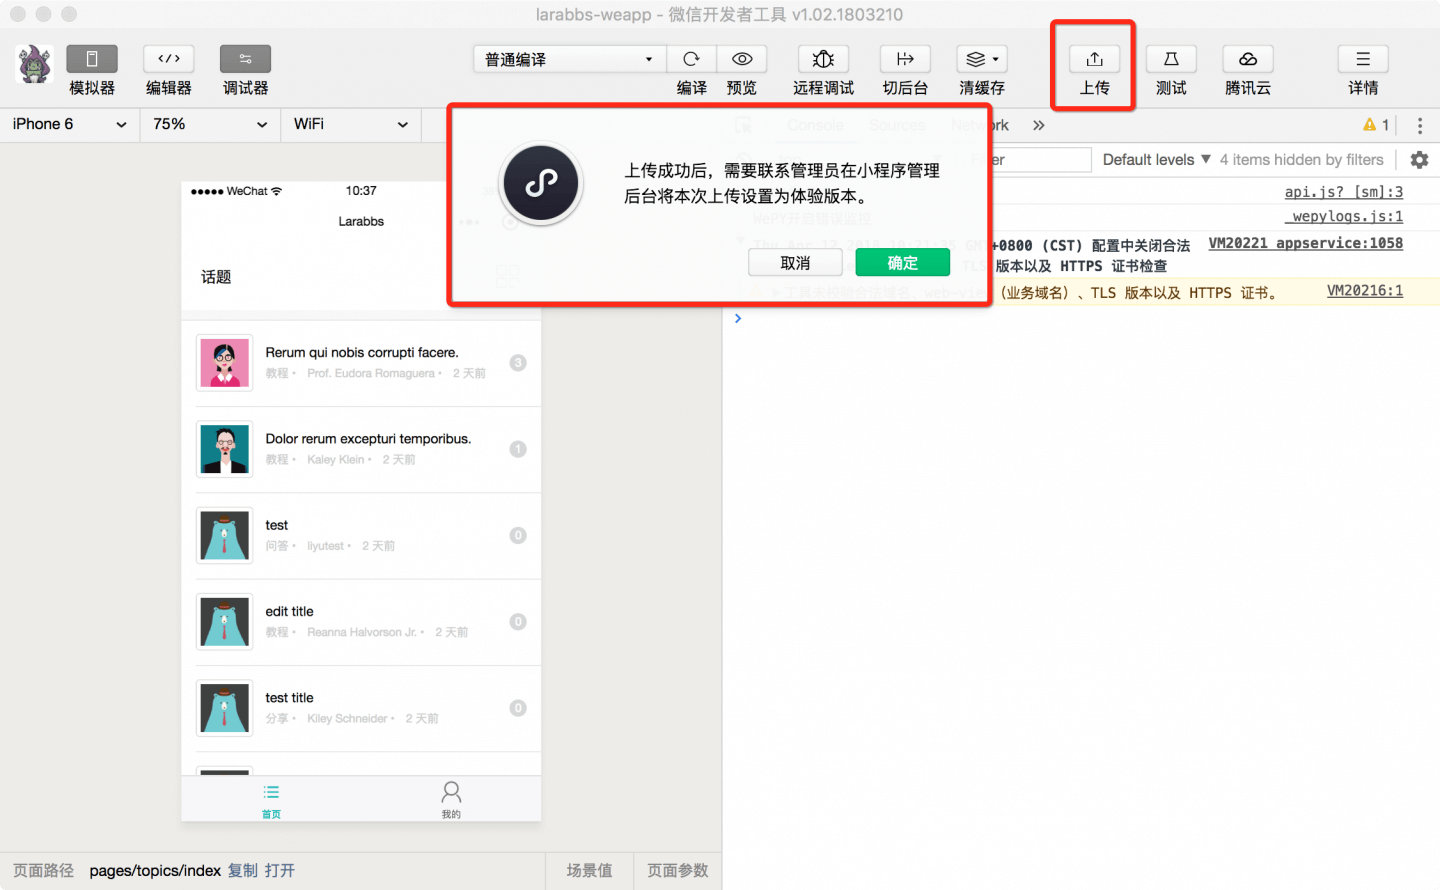 larabbs-weapp - 微信开发者工具 v1.02.1803210
普通编译
模拟器 编辑器 调试器 编译 预览 远程调试 切后台 清缓存 上传 测试 腾讯云 详情
iPhone 6 75% WiFi
Console Sources Network 1
Default levels 4 items hidden by filters
上传成功后，需要联系管理员在小程序管理
后台将本次上传设置为体验版本。
取消 确定
api.js? [sm]:3
_wepylogs.js:1
+0800 (CST) 配置中关闭合法 VM20221 appservice:1058
版本以及 HTTPS 证书检查
(业务域名)、TLS 版本以及 HTTPS 证书。 VM20216:1
WeChat 10:37
Larabbs
话题
Rerum qui nobis corrupti facere.
教程 • Prof. Eudora Romaguera • 2 天前
3
Dolor rerum excepturi temporibus.
教程 • Kaley Klein • 2 天前
1
test
问答 • liyutest • 2 天前
0
edit title
教程 • Reanna Halvorson Jr. • 2 天前
0
test title
分享 • Kiley Schneider • 2 天前
0
首页 我的
页面路径 pages/topics/index 复制 打开 场景值 页面参数